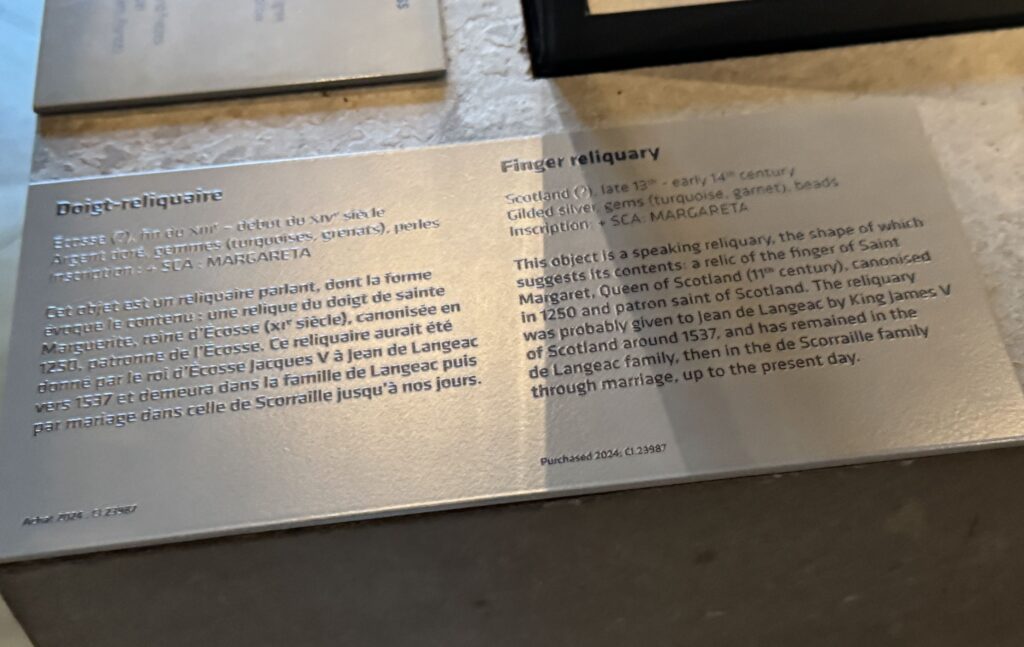 Doigt-reliquaire
Écosse (?), fin du XIIIe – début du XIVe siècle
Argent doré, gemmes (turquoises, grenats), perles
Inscription : + SCA : MARGARETA
Cet objet est un reliquaire parlant, dont la forme
évoque le contenu : une relique du doigt de sainte
Marguerite, reine d'Écosse (XIe siècle), canonisée en
1250, patronne de l'Écosse. Ce reliquaire aurait été
donné par le roi d'Écosse Jacques V à Jean de Langeac
vers 1537 et demeura dans la famille de Langeac puis
par mariage dans celle de Scorraille jusqu'à nos jours.
Achat 2024 ; Cl.23987
Finger reliquary
Scotland (?), late 13th - early 14th century
Gilded silver, gems (turquoise, garnet), beads
Inscription: + SCA: MARGARETA
This object is a speaking reliquary, the shape of which
suggests its contents: a relic of the finger of Saint
Margaret, Queen of Scotland (11th century), canonised
in 1250 and patron saint of Scotland. The reliquary
was probably given to Jean de Langeac by King James V
of Scotland around 1537, and has remained in the
de Langeac family, then in the de Scorraille family
through marriage, up to the present day.
Purchased 2024; Cl.23987